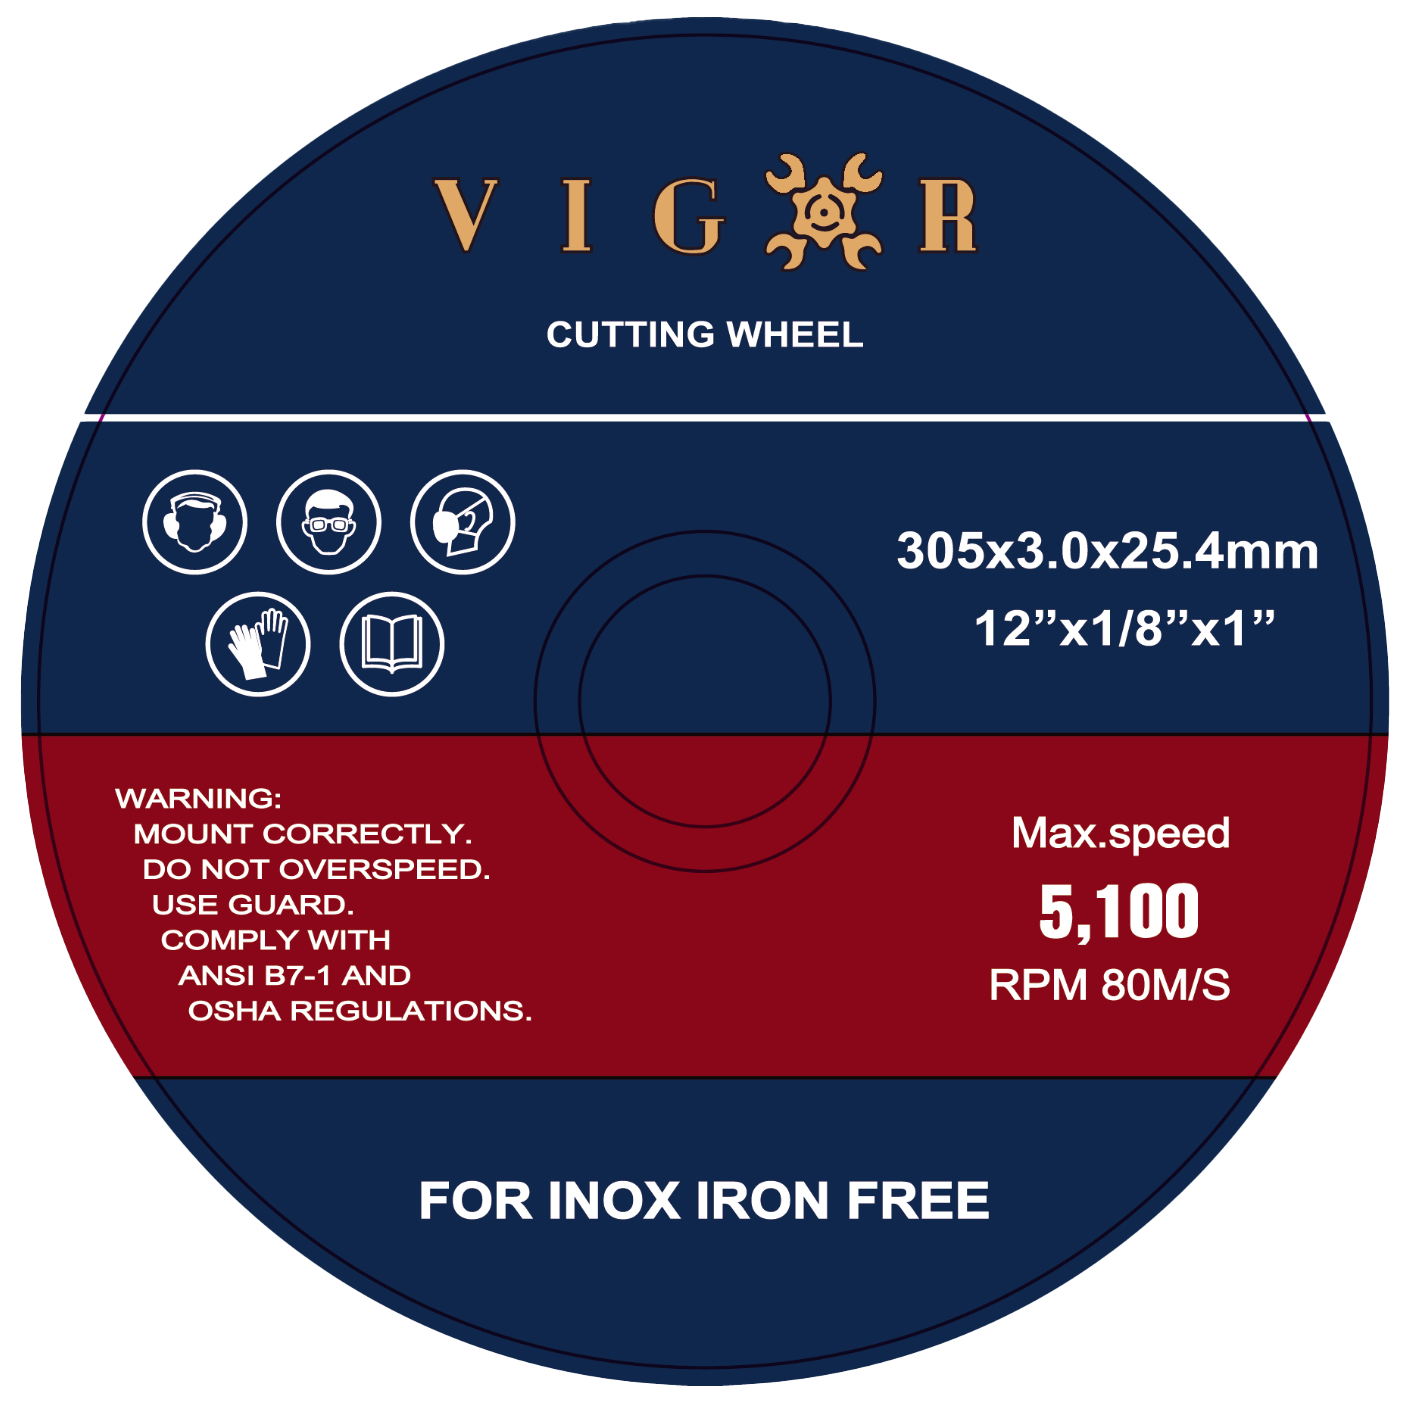 VIGOR
CUTTING WHEEL
305x3.0x25.4mm
12”x1/8”x1”
WARNING:
MOUNT CORRECTLY.
DO NOT OVERSPEED.
USE GUARD.
COMPLY WITH
ANSI B7-1 AND
OSHA REGULATIONS.
Max.speed
5,100
RPM 80M/S
FOR INOX IRON FREE